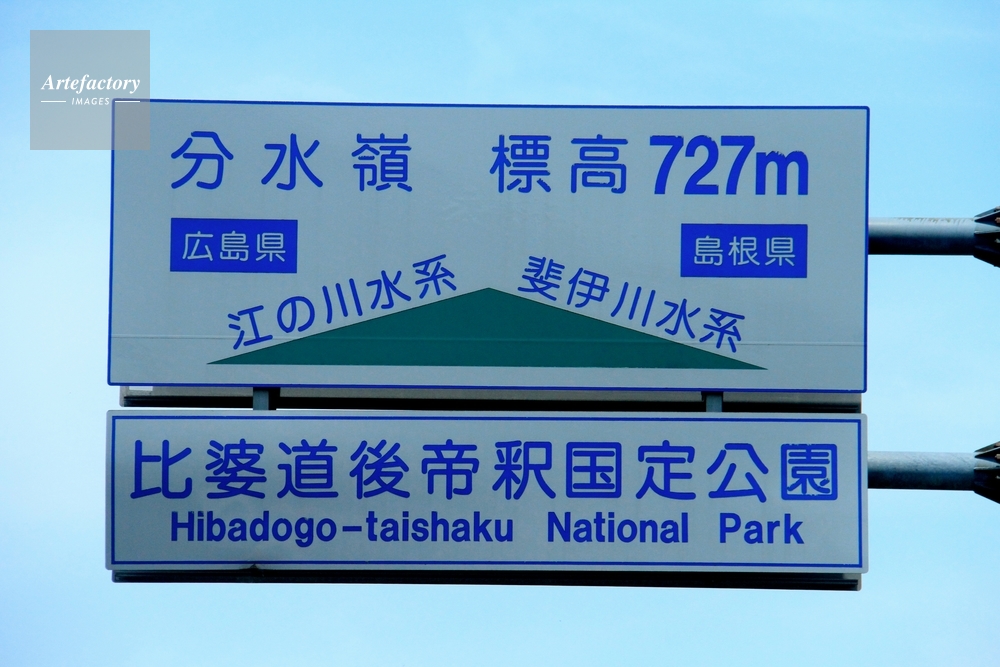 Artefactory
IMAGES
分水嶺 標高727m
広島県 島根県
江の川水系 斐伊川水系
比婆道後帝釈国定公園
Hibadogo-taishaku National Park